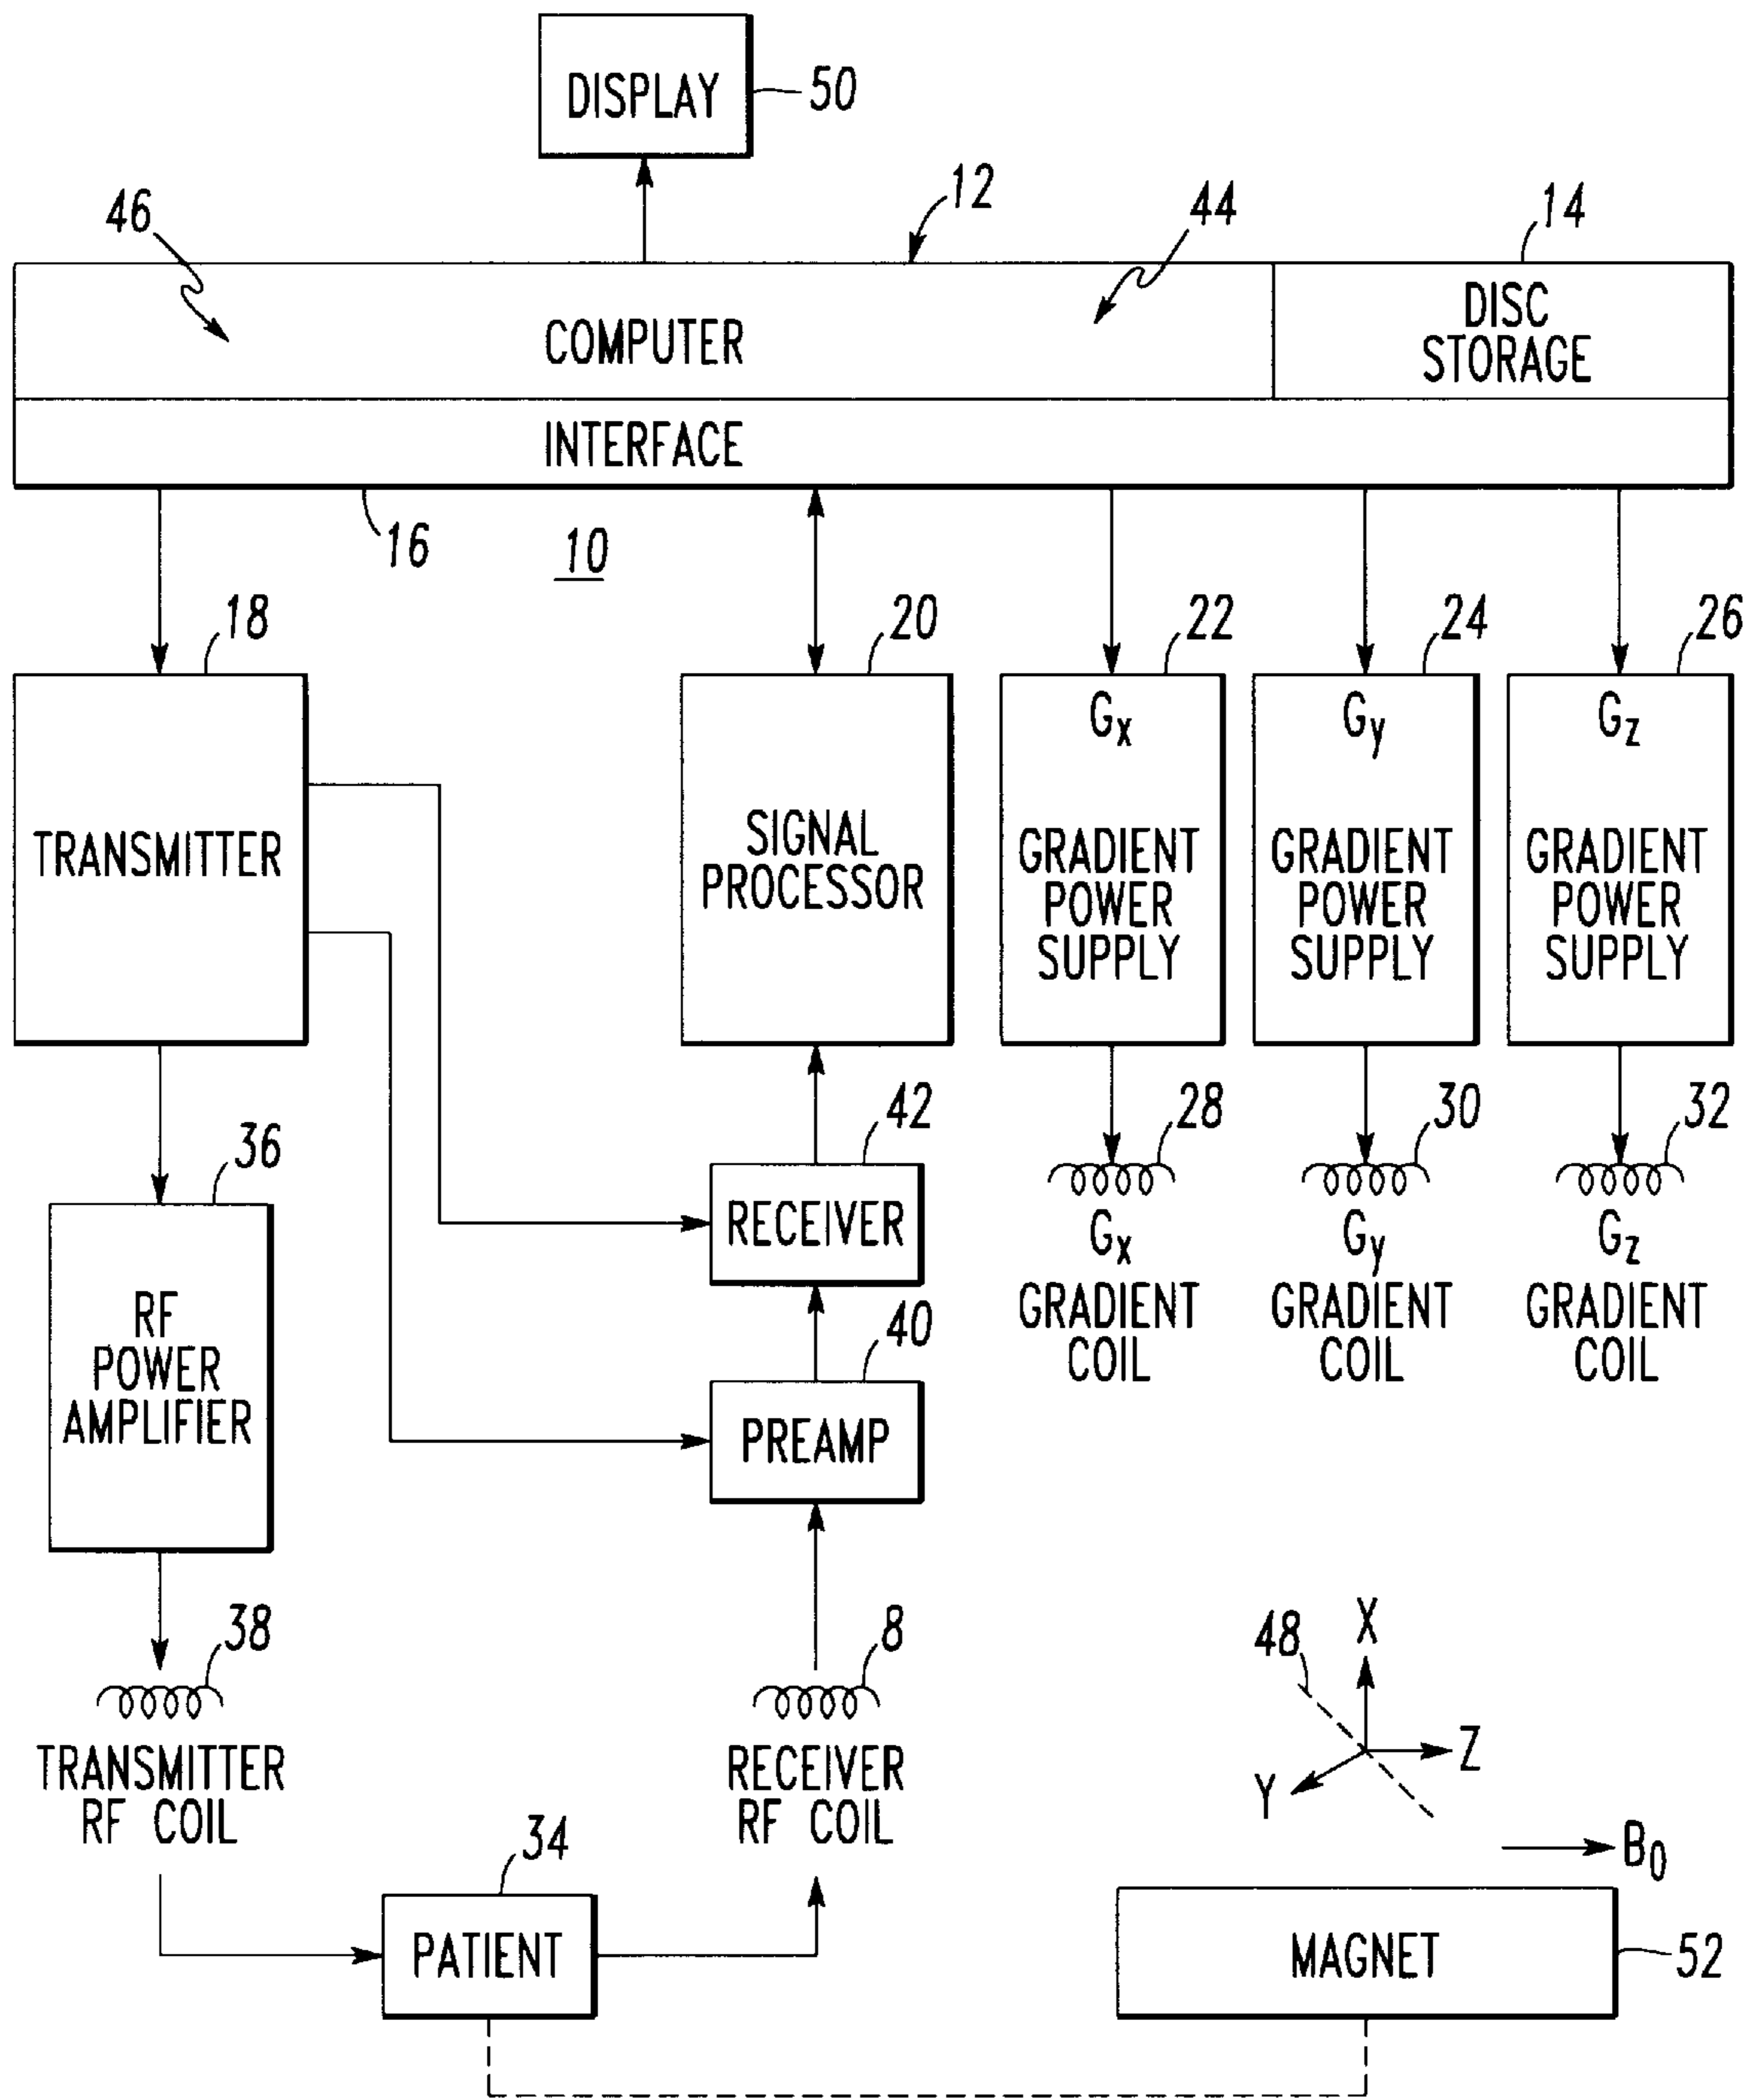 DISPLAY
50
46
12
44
14
COMPUTER
DISC
STORAGE
INTERFACE
16
10
18
20
22
24
26
TRANSMITTER
SIGNAL
PROCESSOR
Gx
GRADIENT
POWER
SUPPLY
Gy
GRADIENT
POWER
SUPPLY
Gz
GRADIENT
POWER
SUPPLY
36
42
28
30
32
RF
POWER
AMPLIFIER
RECEIVER
Gx
GRADIENT
COIL
Gy
GRADIENT
COIL
Gz
GRADIENT
COIL
40
PREAMP
38
8
TRANSMITTER
RF COIL
RECEIVER
RF COIL
48
X
Z
Y
B0
34
PATIENT
MAGNET
52